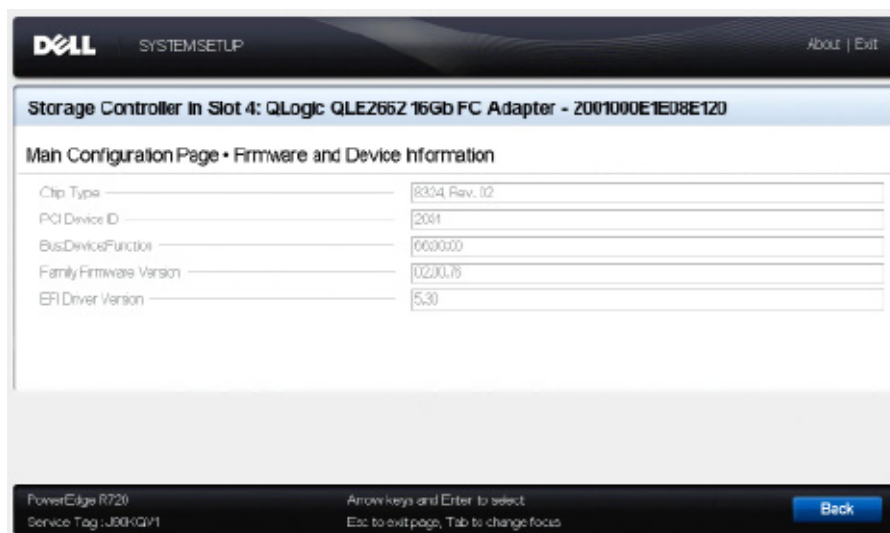 DELL SYSTEM SETUP About | Exit
Storage Controller in Slot 4: QLogic QLE2662 16Gb FC Adapter - 2001000E1E08E120
Main Configuration Page • Firmware and Device Information
Chip Type 8324, Rev. 02
PCI Device ID 2031
Bus:Device:Function 66:00:00
Family Firmware Version 02.00.76
EFI Driver Version 5.30
PowerEdge R720 Arrow keys and Enter to select
Service Tag : Esc to exit page, Tab to change focus
Back